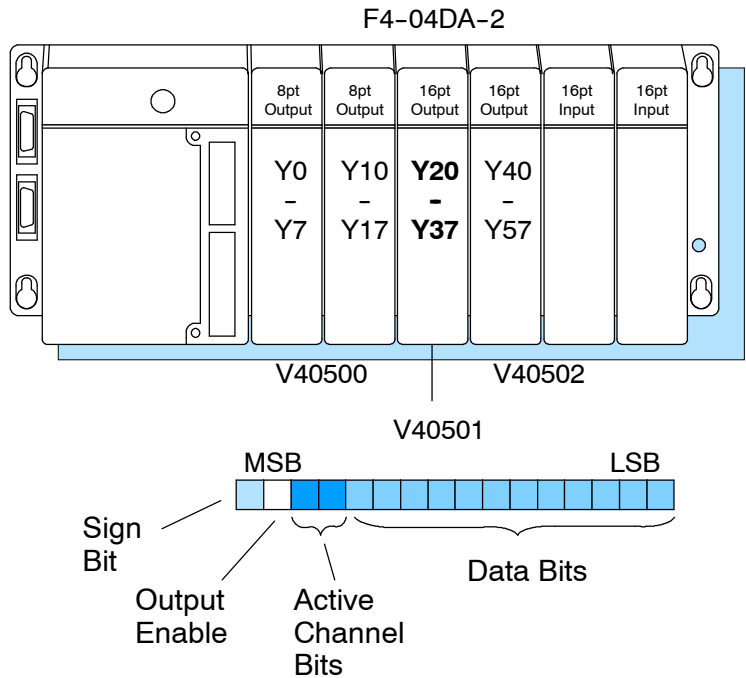 F4-04DA-2
8pt
Output
8pt
Output
16pt
Output
16pt
Output
16pt
Input
16pt
Input
Y0
-
Y7
Y10
-
Y17
Y20
-
Y37
Y40
-
Y57
V40500
V40502
V40501
MSB
LSB
Sign
Bit
Output
Enable
Active
Channel
Bits
Data Bits